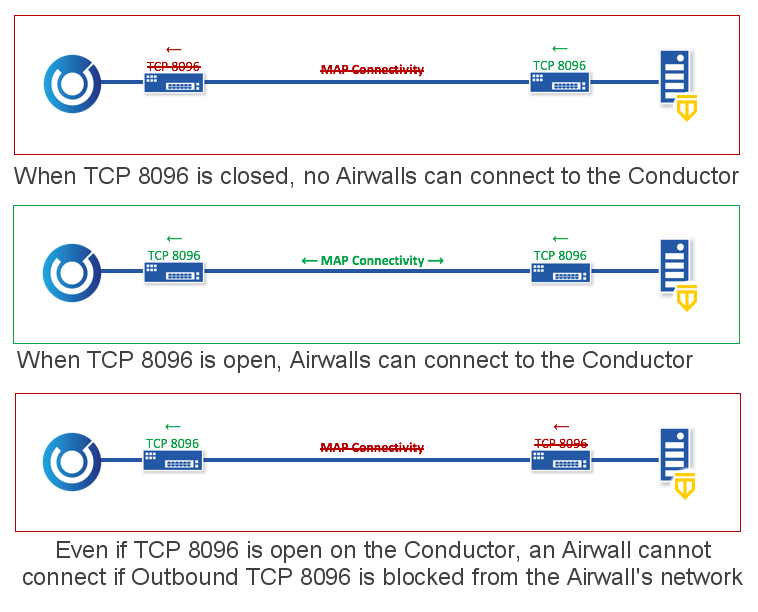 ← ←
TCP 8096 MAP Connectivity TCP 8096
When TCP 8096 is closed, no Airwalls can connect to the Conductor
← ←
TCP 8096 ← MAP Connectivity → TCP 8096
When TCP 8096 is open, Airwalls can connect to the Conductor
← ←
TCP 8096 MAP Connectivity TCP 8096
Even if TCP 8096 is open on the Conductor, an Airwall cannot
connect if Outbound TCP 8096 is blocked from the Airwall's network